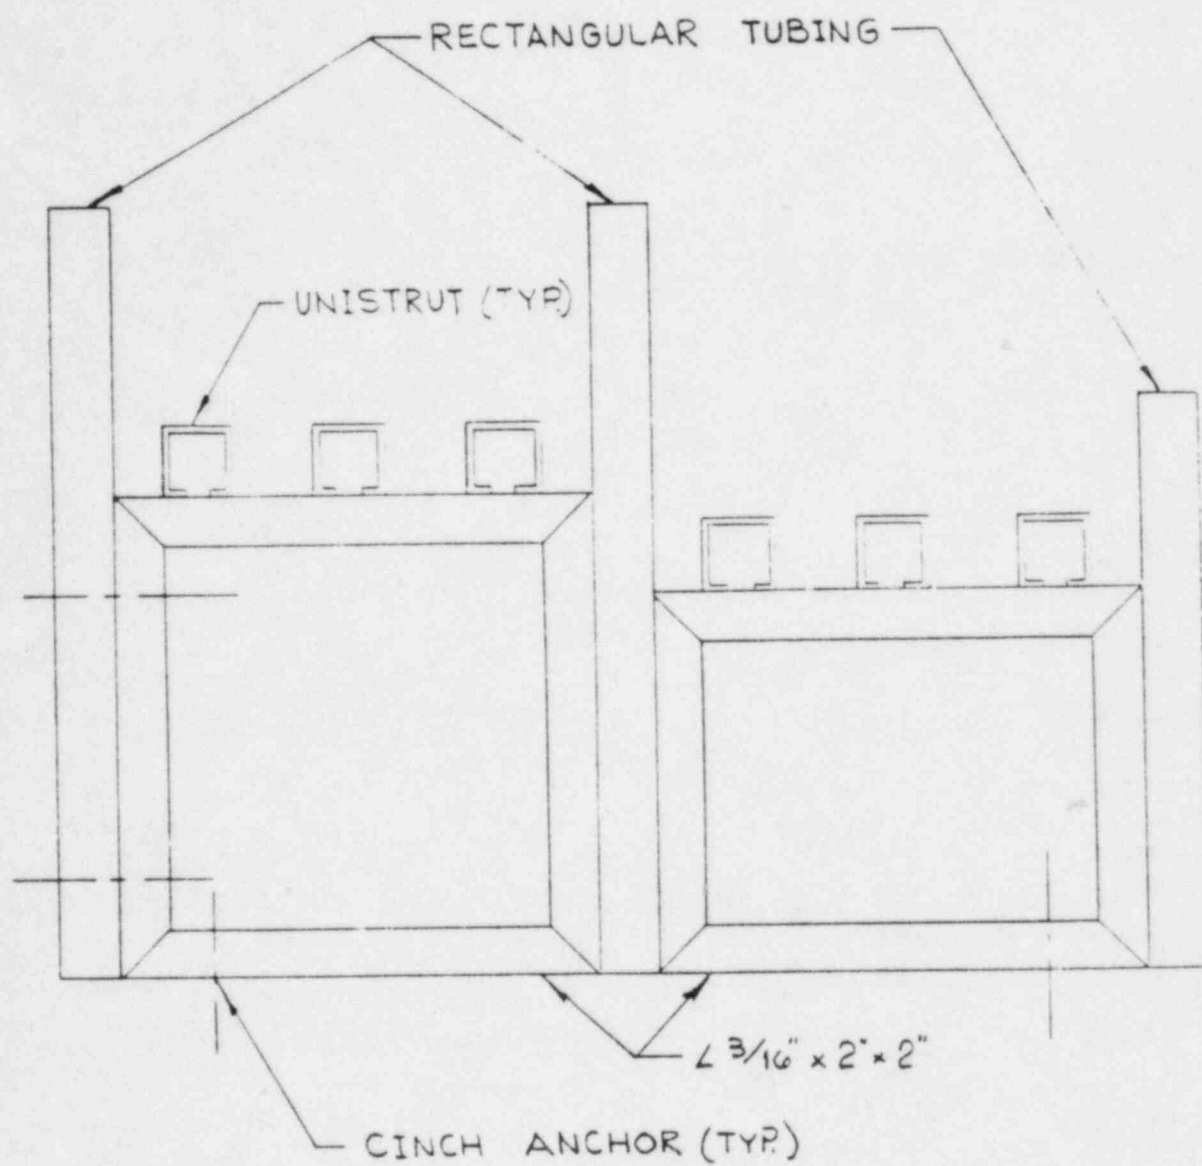 RECTANGULAR TUBING
UNISTRUT (TYP.)
∠ 3/16" x 2" x 2"
CINCH ANCHOR (TYP.)